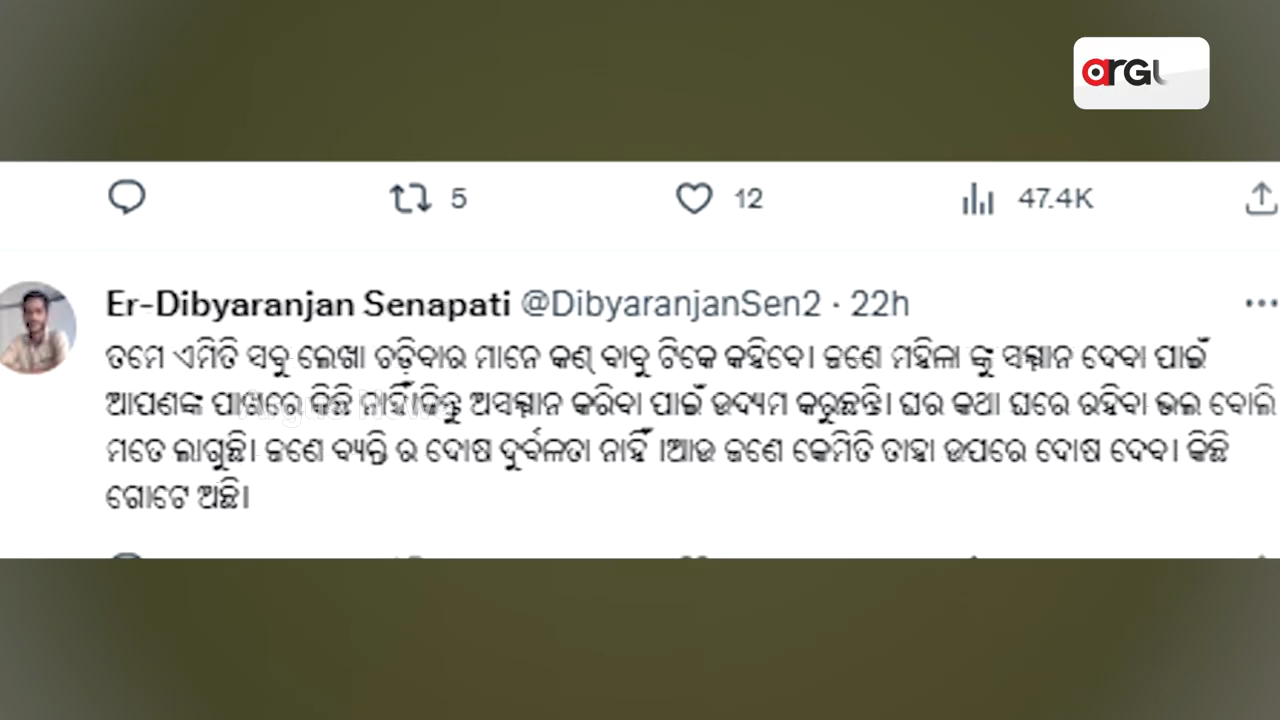 arGu
5 12 47.4K
Er-Dibyaranjan Senapati @DibyaranjanSen2 · 22h
ତମେ ଏମିତି ସବୁ ଲେଖା ଚଢ଼ିବାର ମାନେ କଣ୍ ବାବୁ ଟିକେ କହିବେ। ଜଣେ ମହିଳା ଙ୍କୁ ସମ୍ମାନ ଦେବା ପାଇଁ
ଆପଣଙ୍କ ପାଖରେ କିଛି ନାହିଁ।କିନ୍ତୁ ଅସମ୍ମାନ କରିବା ପାଇଁ ଉଦ୍ୟମ କରୁଛନ୍ତି। ଘର କଥା ଘରେ ରହିବା ଭଲ ବୋଲି
ମତେ ଲାଗୁଛି। ଜଣେ ବ୍ୟକ୍ତି ର ଦୋଷ ଦୁର୍ବଳତା ନାହିଁ ।ଆଉ ଜଣେ କେମିତି ତାହା ଉପରେ ଦୋଷ ଦେବ। କିଛି
ଗୋଟେ ଅଛି।